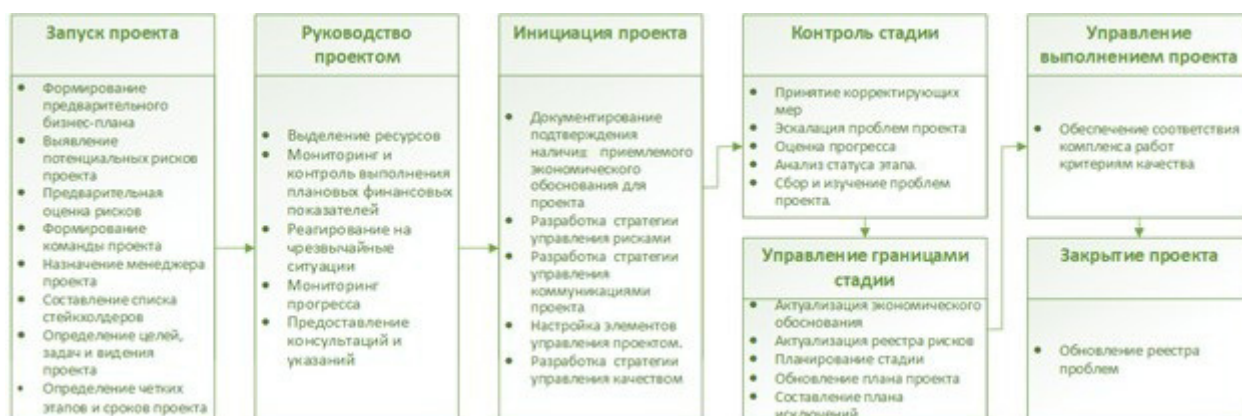 Запуск проекта
Формирование
предварительного
бизнес-плана
Выявление
потенциальных рисков
проекта
Предварительная
оценка рисков
Формирование
команды проекта
Назначение менеджера
проекта
Составление списка
стейкхолдеров
Определение целей,
задач и видения
проекта
Определение четких
этапов и сроков проекта
Руководство
проектом
Выделение ресурсов
Мониторинг и
контроль выполнения
плановых финансовых
показателей
Реагирование на
чрезвычайные
ситуации
Мониторинг
прогресса
Предоставление
консультаций и
указаний
Инициация проекта
Документирование
подтверждения
наличия приемлемого
экономического
обоснования для
проекта
Разработка стратегии
управления рисками
Разработка стратегии
управления
коммуникациями
проекта
Настройка элементов
управления проектом.
Разработка стратегии
управления качеством
Контроль стадии
Принятие корректирующих
мер
Эскалация проблем проекта
Оценка прогресса
Анализ статуса этапа.
Сбор и изучение проблем
проекта.
Управление границами
стадии
Актуализация экономического
обоснования
Актуализация реестра рисков
Планирование стадии
Обновление плана проекта
Составление плана
исключений
Управление
выполнением проекта
Обеспечение соответствия
комплекса работ
критериям качества
Закрытие проекта
Обновление реестра
проблем